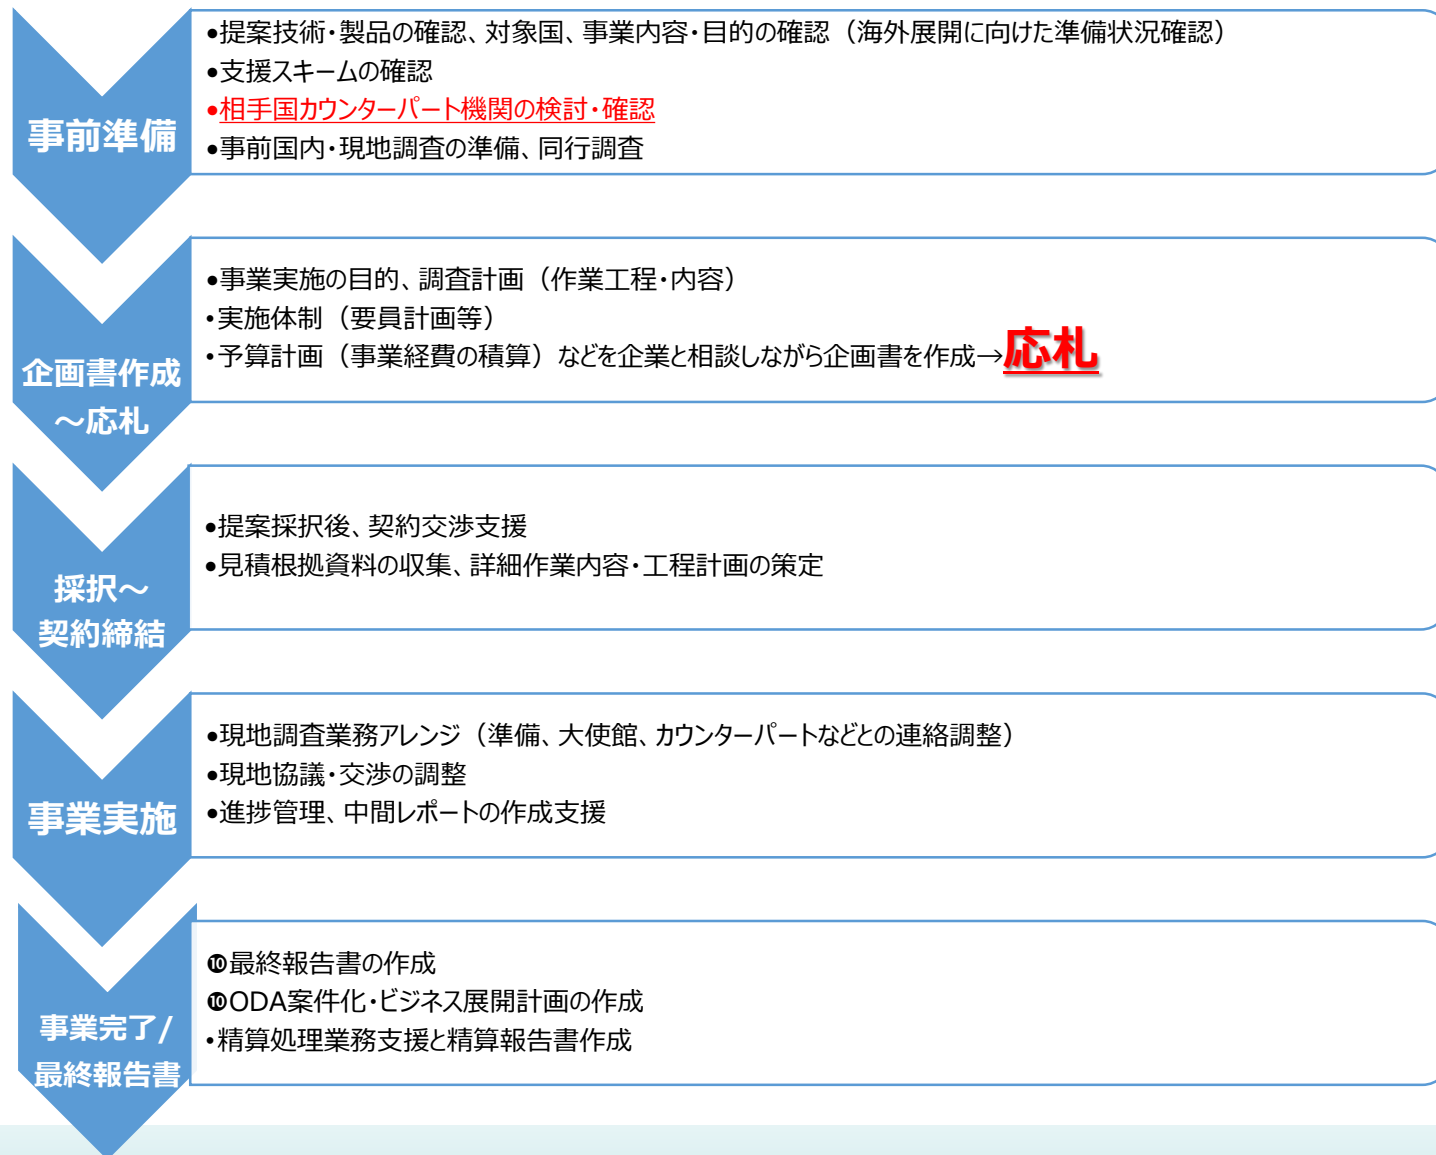 事前準備
●提案技術・製品の確認、対象国、事業内容・目的の確認（海外展開に向けた準備状況確認）
●支援スキームの確認
●相手国カウンターパート機関の検討・確認
●事前国内・現地調査の準備、同行調査
企画書作成
～応札
●事業実施の目的、調査計画（作業工程・内容）
・実施体制（要員計画等）
・予算計画（事業経費の積算）などを企業と相談しながら企画書を作成→応札
採択～
契約締結
●提案採択後、契約交渉支援
●見積根拠資料の収集、詳細作業内容・工程計画の策定
事業実施
●現地調査業務アレンジ（準備、大使館、カウンターパートなどとの連絡調整）
●現地協議・交渉の調整
●進捗管理、中間レポートの作成支援
事業完了/
最終報告書
❿最終報告書の作成
❿ODA案件化・ビジネス展開計画の作成
・精算処理業務支援と精算報告書作成